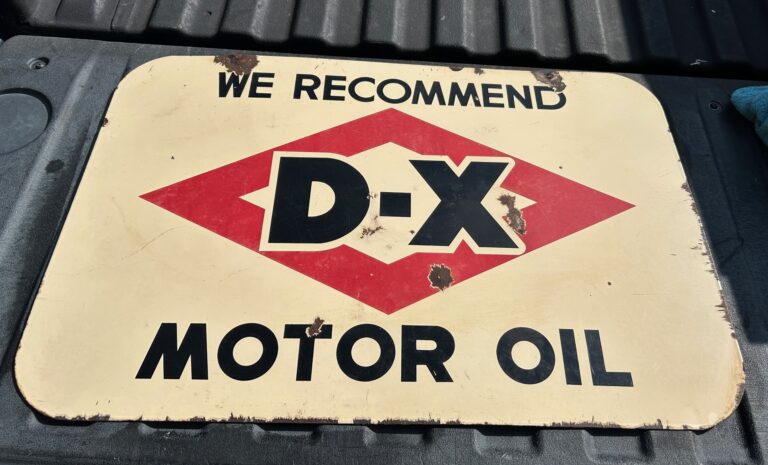 WE RECOMMEND
D-X
MOTOR OIL